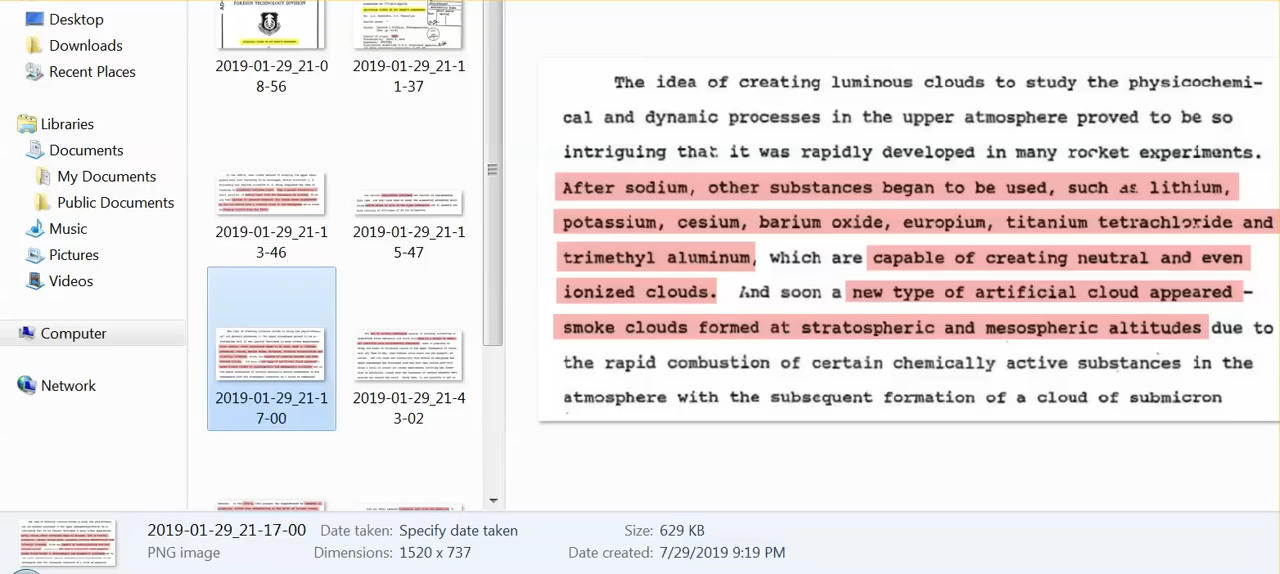 Desktop
Downloads
Recent Places
Libraries
Documents
My Documents
Public Documents
Music
Pictures
Videos
Computer
Network
FOREIGN TECHNOLOGY DIVISION
2019-01-29_21-0
8-56
2019-01-29_21-1
1-37
2019-01-29_21-1
3-46
2019-01-29_21-1
5-47
2019-01-29_21-1
7-00
2019-01-29_21-4
3-02
The idea of creating luminous clouds to study the physicochemi-
cal and dynamic processes in the upper atmosphere proved to be so
intriguing that it was rapidly developed in many rocket experiments.
After sodium, other substances began to be used, such as lithium,
potassium, cesium, barium oxide, europium, titanium tetrachloride and
trimethyl aluminum, which are capable of creating neutral and even
ionized clouds. And soon a new type of artificial cloud appeared –
smoke clouds formed at stratospheric and mesospheric altitudes due to
the rapid combustion of certain chemically active substances in the
atmosphere with the subsequent formation of a cloud of submicron
2019-01-29_21-17-00 Date taken: Specify date taken Size: 629 KB
PNG image Dimensions: 1520 x 737 Date created: 7/29/2019 9:19 PM